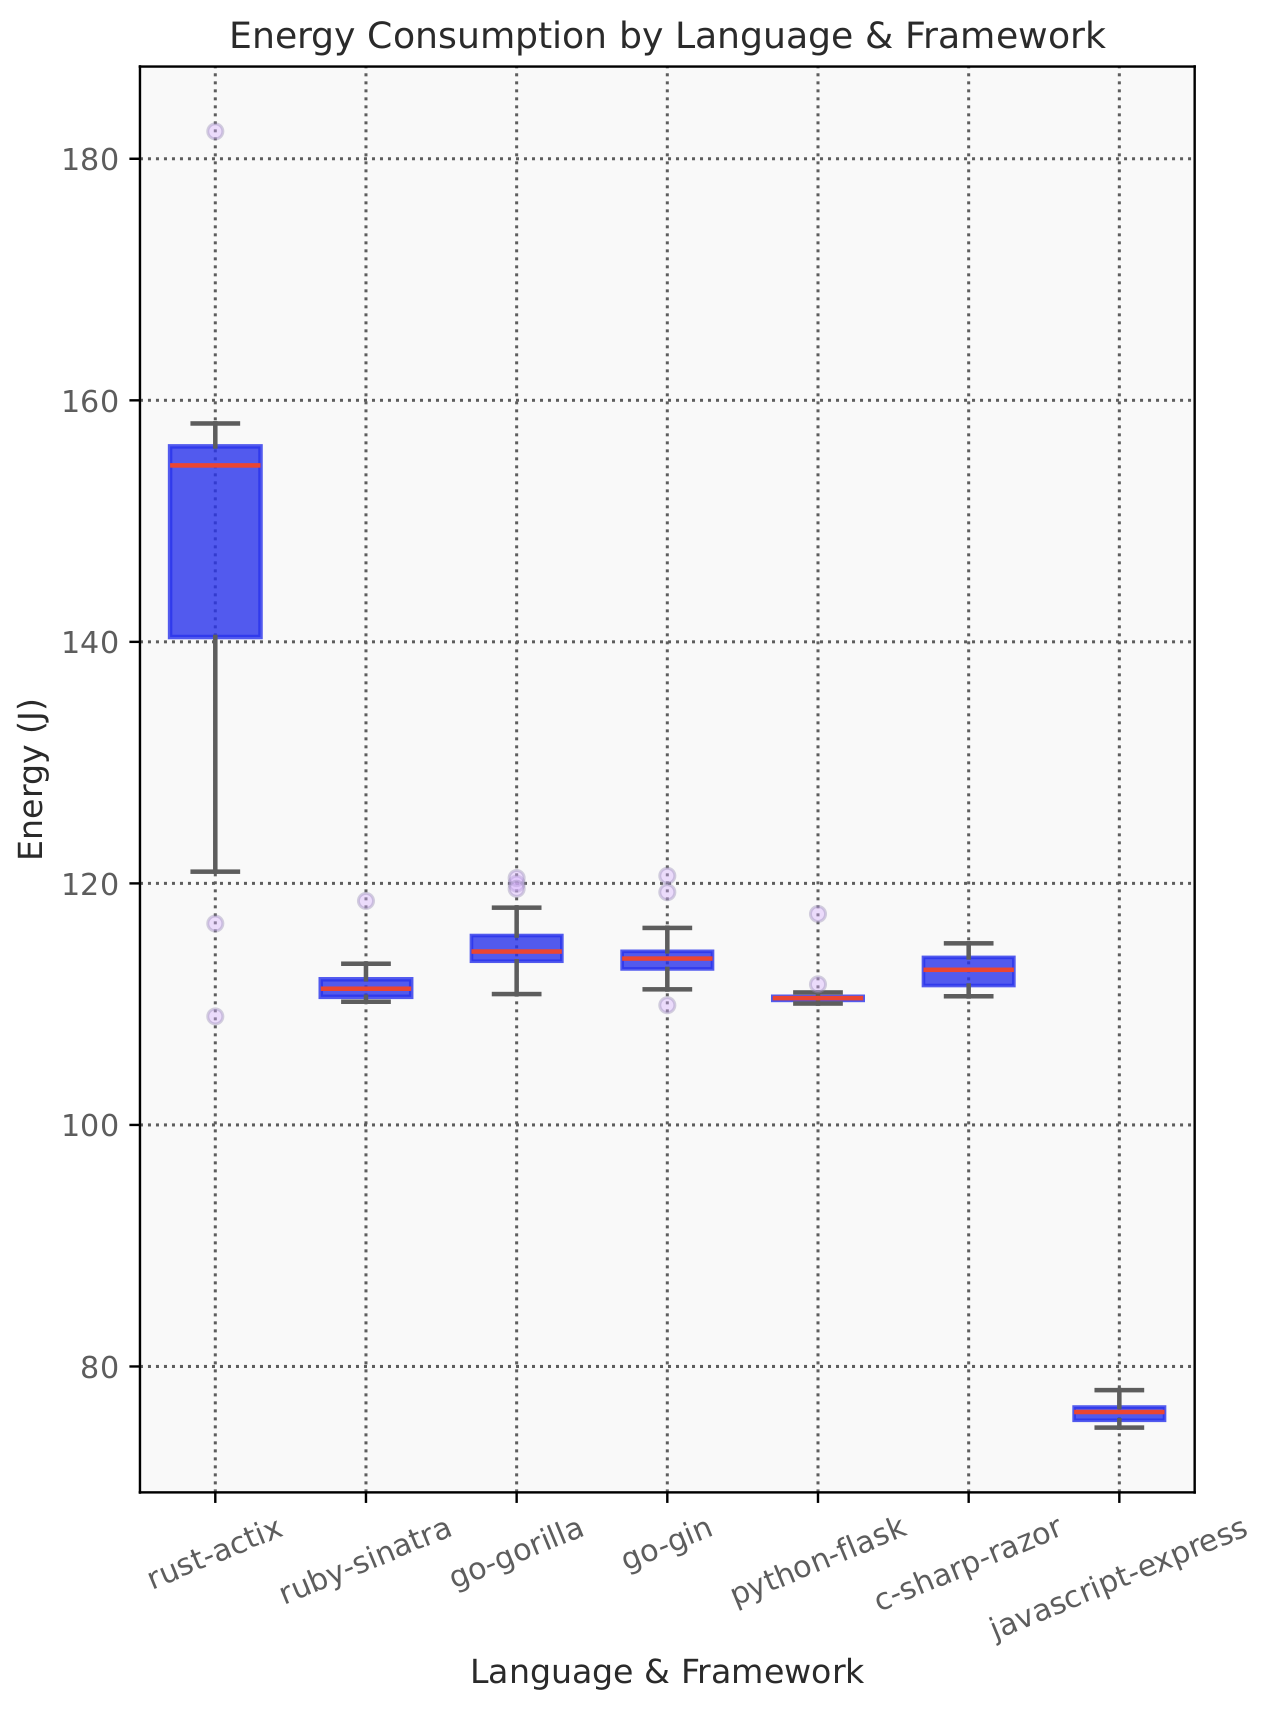 Energy Consumption by Language & Framework
180
160
140
120
100
80
Energy (J)
rust-actix
ruby-sinatra
go-gorilla
go-gin
python-flask
c-sharp-razor
javascript-express
Language & Framework